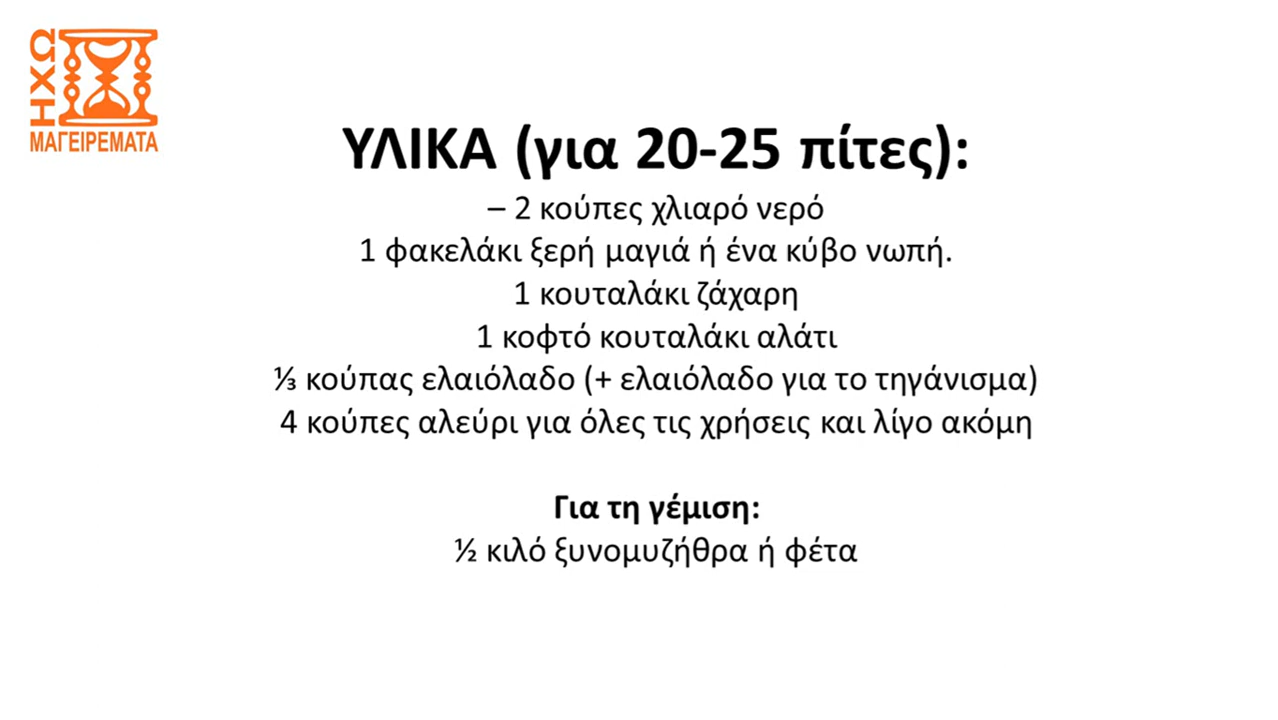 ΗΧΩ
ΜΑΓΕΙΡΕΜΑΤΑ
ΥΛΙΚΑ (για 20-25 πίτες):
– 2 κούπες χλιαρό νερό
1 φακελάκι ξερή μαγιά ή ένα κύβο νωπή.
1 κουταλάκι ζάχαρη
1 κοφτό κουταλάκι αλάτι
⅓ κούπας ελαιόλαδο (+ ελαιόλαδο για το τηγάνισμα)
4 κούπες αλεύρι για όλες τις χρήσεις και λίγο ακόμη
Για τη γέμιση:
½ κιλό ξυνομυζήθρα ή φέτα